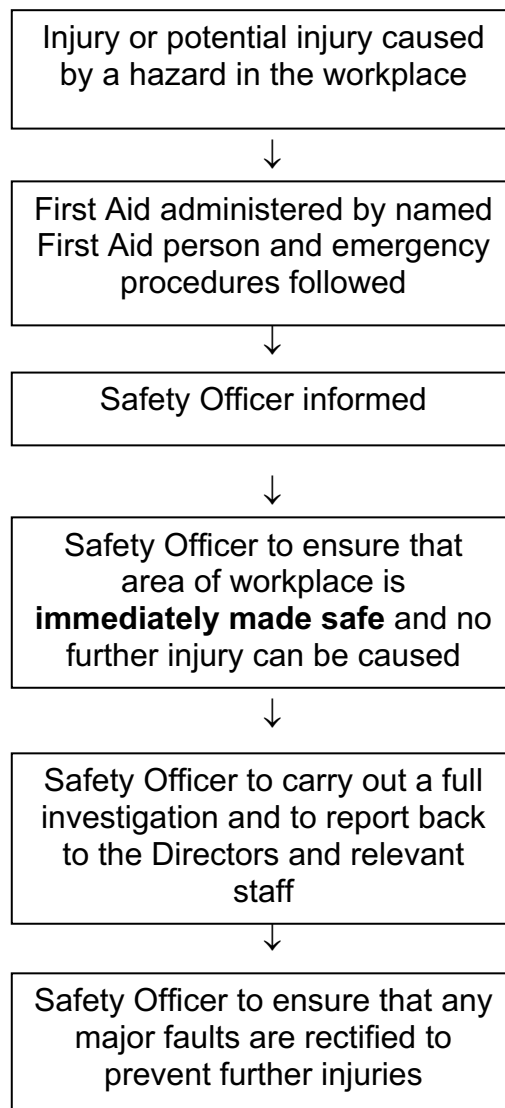 Injury or potential injury caused
by a hazard in the workplace
↓
First Aid administered by named
First Aid person and emergency
procedures followed
↓
Safety Officer informed
↓
Safety Officer to ensure that
area of workplace is
immediately made safe and no
further injury can be caused
↓
Safety Officer to carry out a full
investigation and to report back
to the Directors and relevant
staff
↓
Safety Officer to ensure that any
major faults are rectified to
prevent further injuries